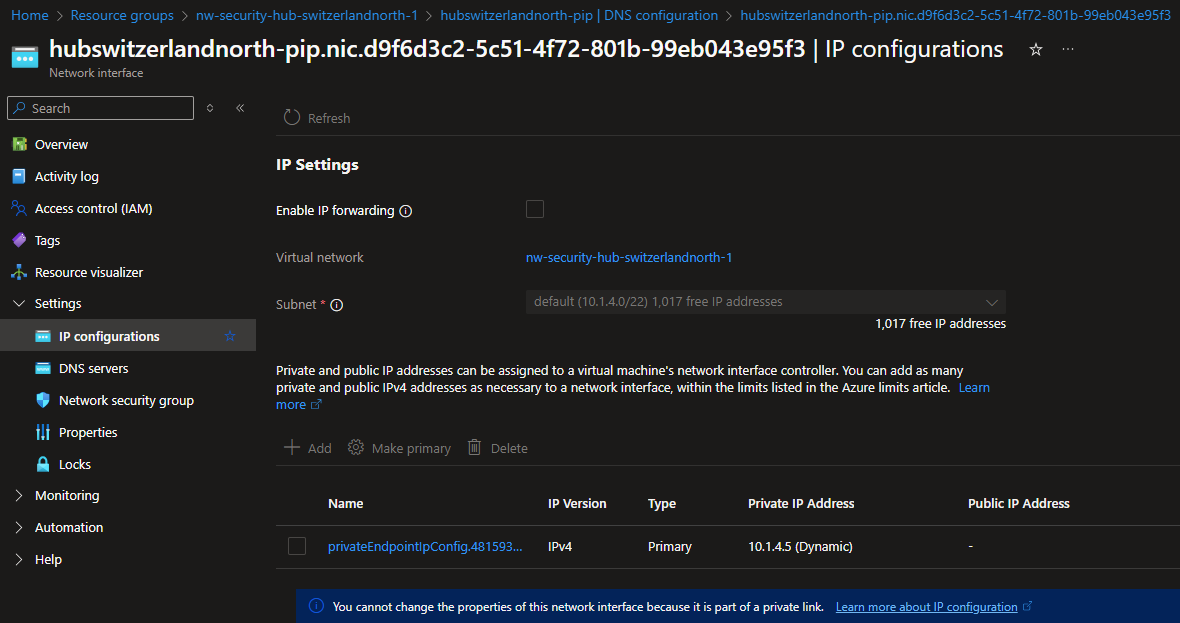 Home > Resource groups > nw-security-hub-switzerlandnorth-1 > hubswitzerlandnorth-pip | DNS configuration > hubswitzerlandnorth-pip.nic.d9f6d3c2-5c51-4f72-801b-99eb043e95f3
hubswitzerlandnorth-pip.nic.d9f6d3c2-5c51-4f72-801b-99eb043e95f3 | IP configurations
Network interface
Search
Refresh
Overview
Activity log
Access control (IAM)
Tags
Resource visualizer
Settings
IP configurations
DNS servers
Network security group
Properties
Locks
Monitoring
Automation
Help
IP Settings
Enable IP forwarding
Virtual network nw-security-hub-switzerlandnorth-1
Subnet * default (10.1.4.0/22) 1,017 free IP addresses
1,017 free IP addresses
Private and public IP addresses can be assigned to a virtual machine's network interface controller. You can add as many
private and public IPv4 addresses as necessary to a network interface, within the limits listed in the Azure limits article. Learn
more
Add Make primary Delete
Name IP Version Type Private IP Address Public IP Address
privateEndpointIpConfig.481593... IPv4 Primary 10.1.4.5 (Dynamic) -
You cannot change the properties of this network interface because it is part of a private link. Learn more about IP configuration